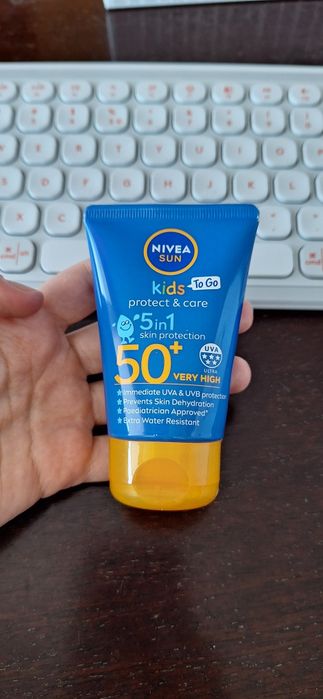 NIVEA
SUN
kids To Go
protect & care
5in1
skin protection
50+
VERY HIGH
UVA
ULTRA
Immediate UVA & UVB protection
Prevents Skin Dehydration
Paediatrician Approved*
Extra Water Resistant